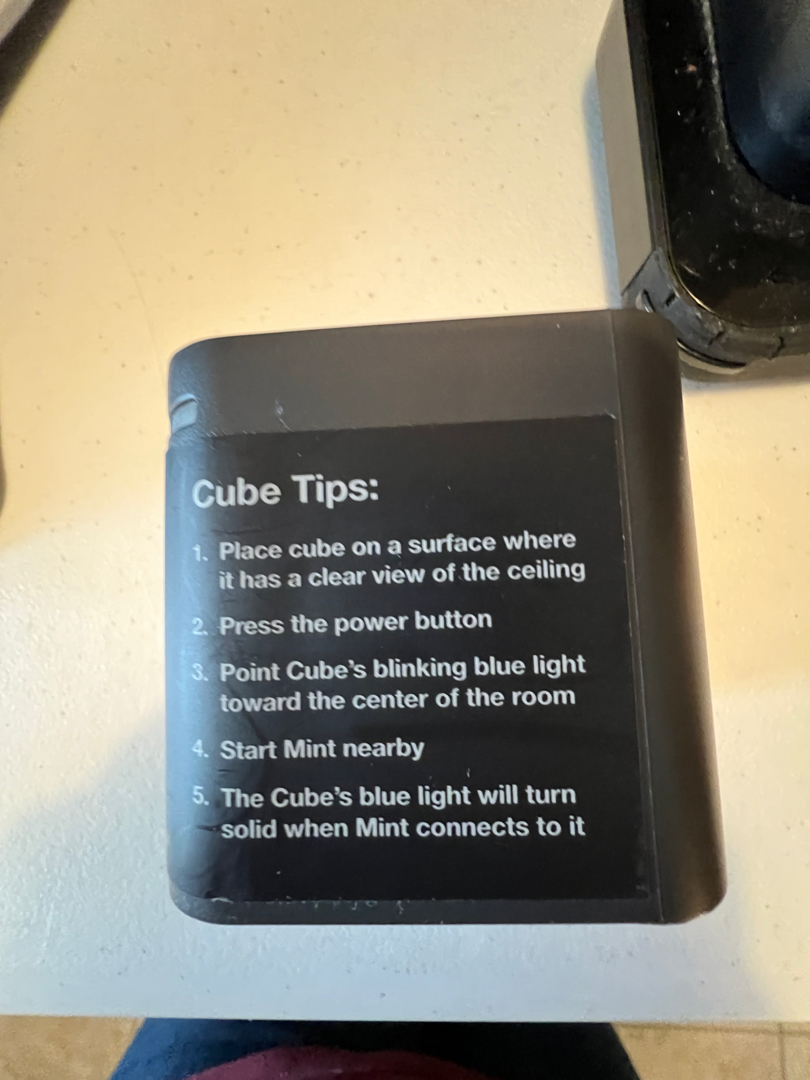 Cube Tips:
1. Place cube on a surface where
it has a clear view of the ceiling
2. Press the power button
3. Point Cube's blinking blue light
toward the center of the room
4. Start Mint nearby
5. The Cube's blue light will turn
solid when Mint connects to it